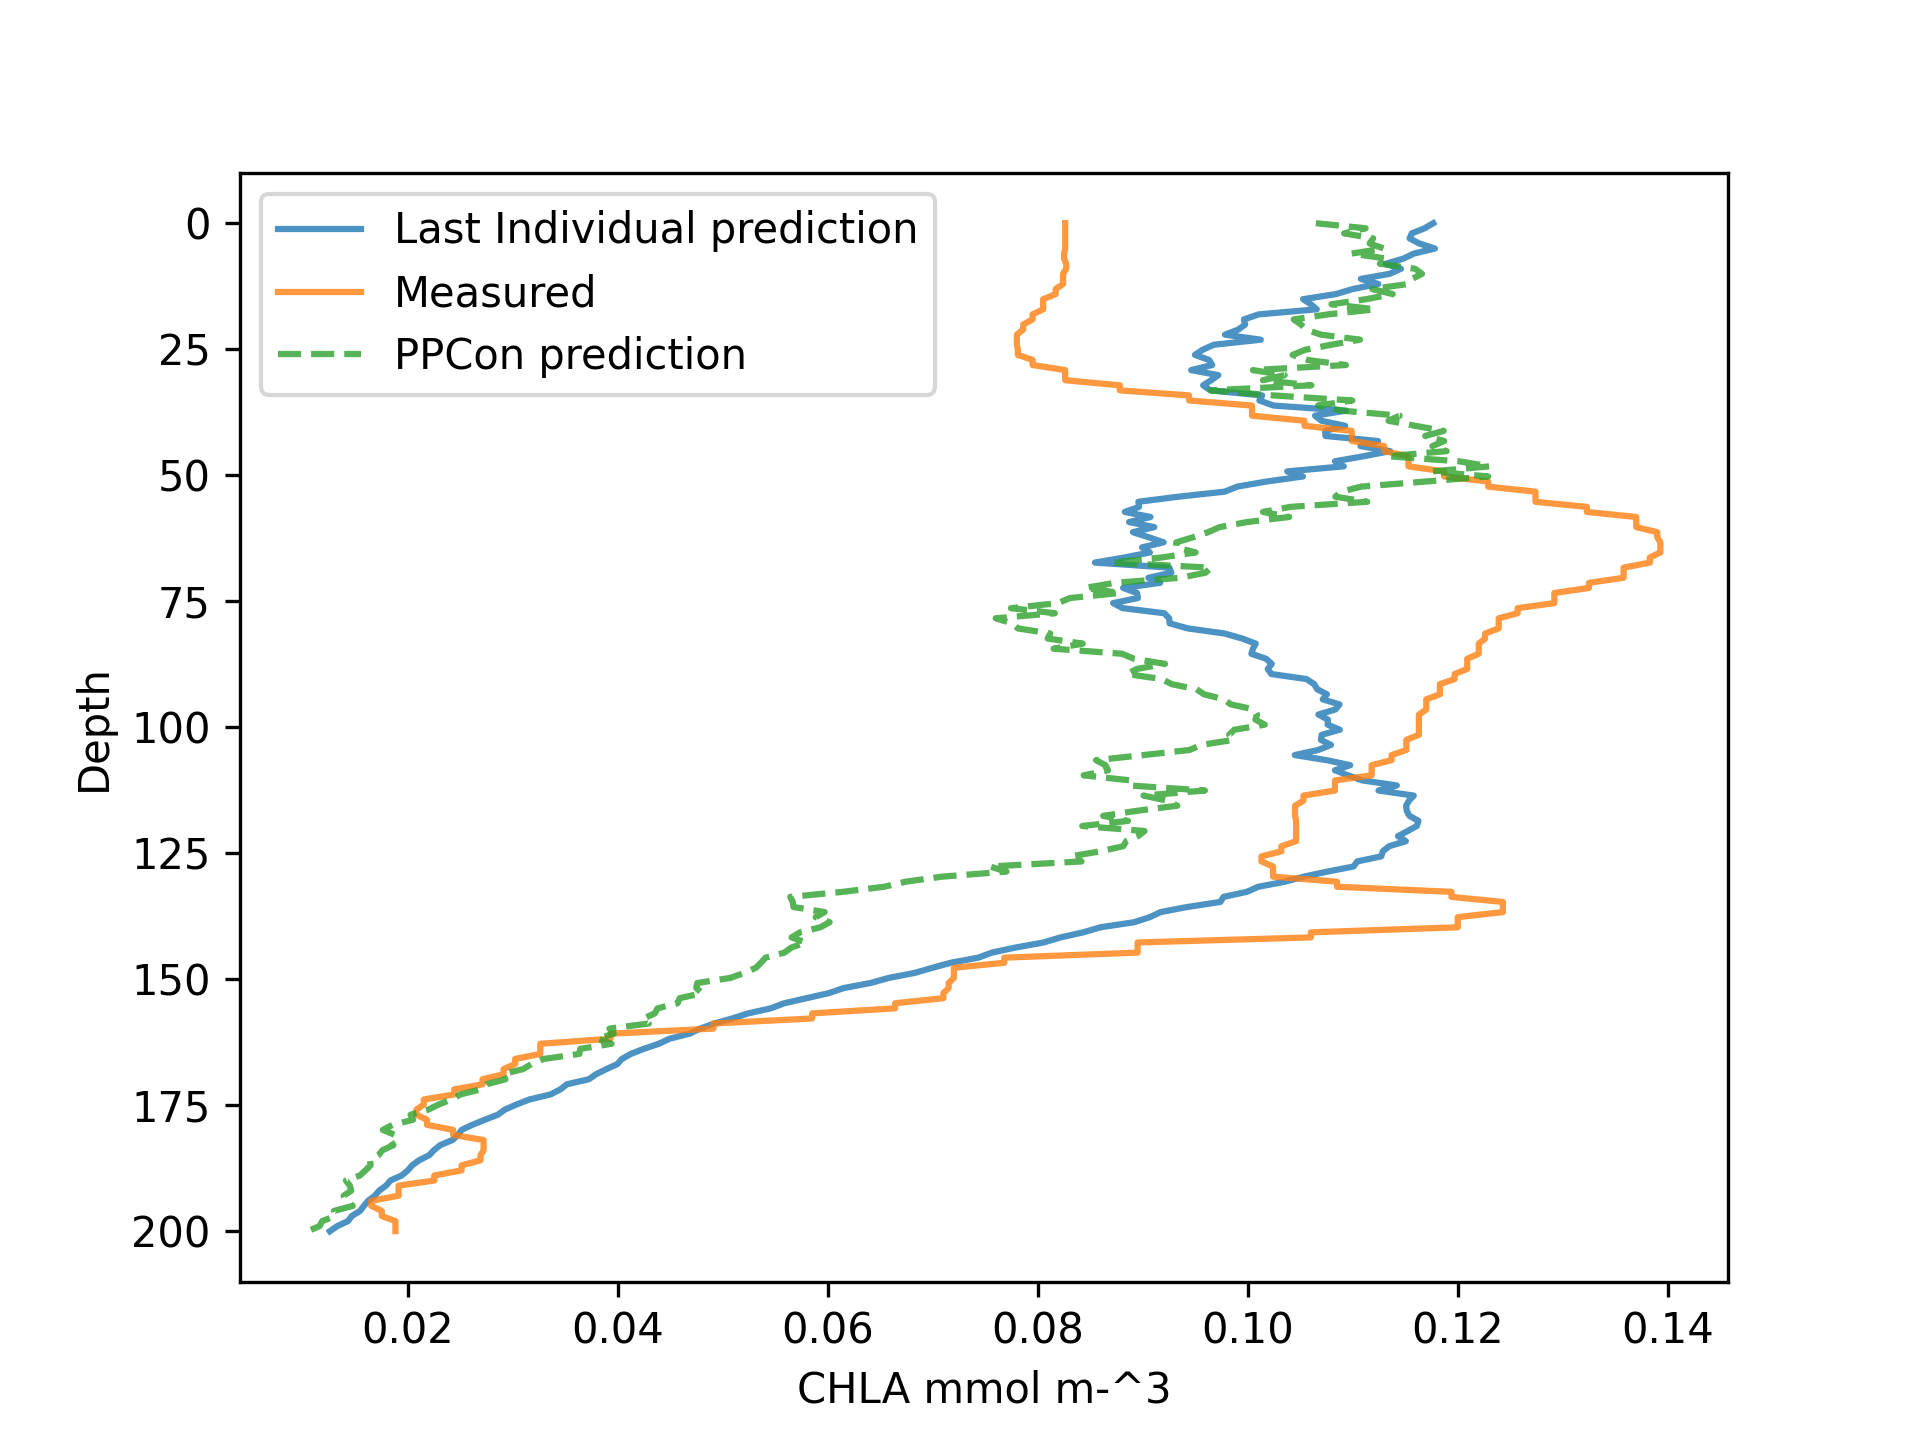 Last Individual prediction
Measured
PPCon prediction
0
25
50
75
100
125
150
175
200
Depth
0.02 0.04 0.06 0.08 0.10 0.12 0.14
CHLA mmol m-^3